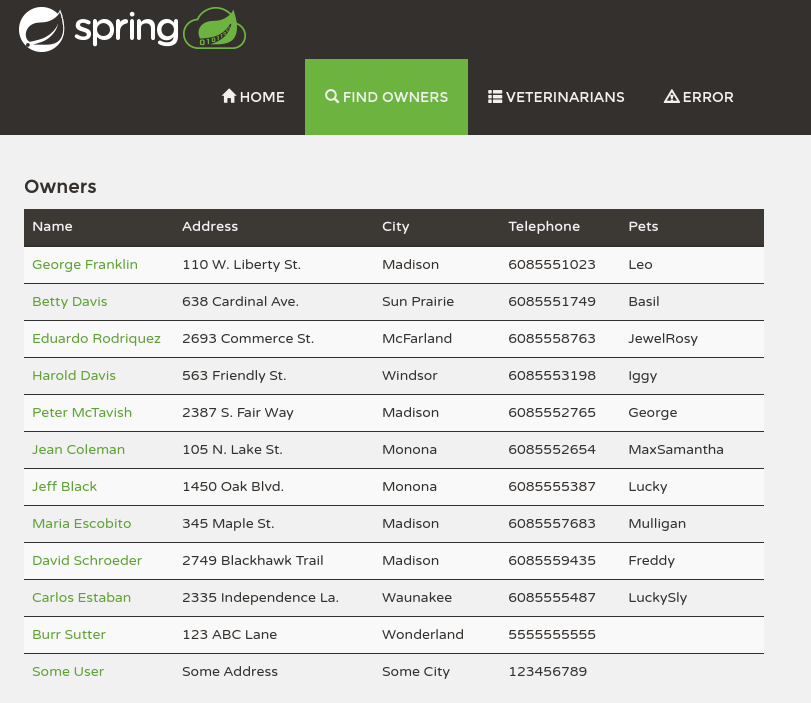 spring
HOME FIND OWNERS VETERINARIANS ERROR
Owners
Name Address City Telephone Pets
George Franklin 110 W. Liberty St. Madison 6085551023 Leo
Betty Davis 638 Cardinal Ave. Sun Prairie 6085551749 Basil
Eduardo Rodriquez 2693 Commerce St. McFarland 6085558763 JewelRosy
Harold Davis 563 Friendly St. Windsor 6085553198 Iggy
Peter McTavish 2387 S. Fair Way Madison 6085552765 George
Jean Coleman 105 N. Lake St. Monona 6085552654 MaxSamantha
Jeff Black 1450 Oak Blvd. Monona 6085555387 Lucky
Maria Escobito 345 Maple St. Madison 6085557683 Mulligan
David Schroeder 2749 Blackhawk Trail Madison 6085559435 Freddy
Carlos Estaban 2335 Independence La. Waunakee 6085555487 LuckySly
Burr Sutter 123 ABC Lane Wonderland 5555555555
Some User Some Address Some City 123456789